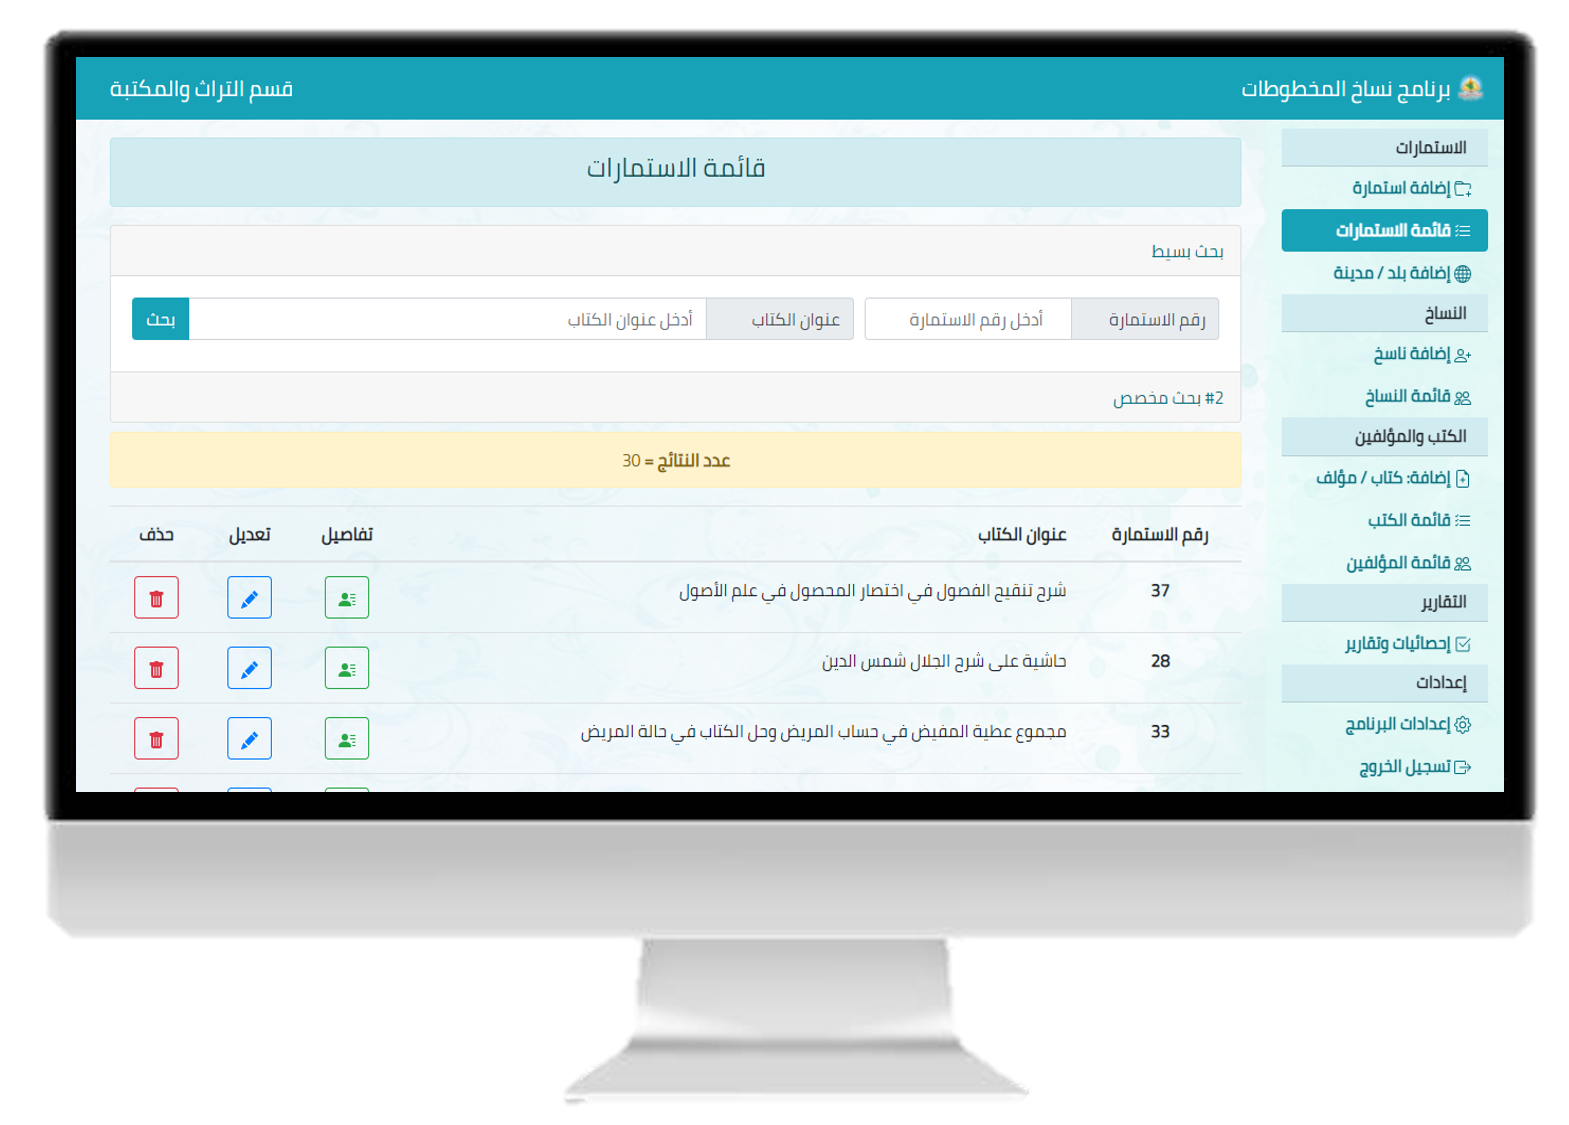 برنامج نساخ المخطوطات
قسم التراث والمكتبة
الاستمارات
إضافة استمارة
قائمة الاستمارات
إضافة بلد / مدينة
النساخ
إضافة ناسخ
قائمة النساخ
الكتب والمؤلفين
إضافة: كتاب / مؤلف
قائمة الكتب
قائمة المؤلفين
التقارير
إحصائيات وتقارير
إعدادات
إعدادات البرنامج
تسجيل الخروج
قائمة الاستمارات
بحث بسيط
رقم الاستمارة أدخل رقم الاستمارة عنوان الكتاب أدخل عنوان الكتاب بحث
#2 بحث مخصص
عدد النتائج = 30
رقم الاستمارة عنوان الكتاب تفاصيل تعديل حذف
37 شرح تنقيح الفصول في اختصار المحصول في علم الأصول
28 حاشية على شرح الجلال شمس الدين
33 مجموع عطية المفيض في حساب المريض وحل الكتاب في حالة المريض